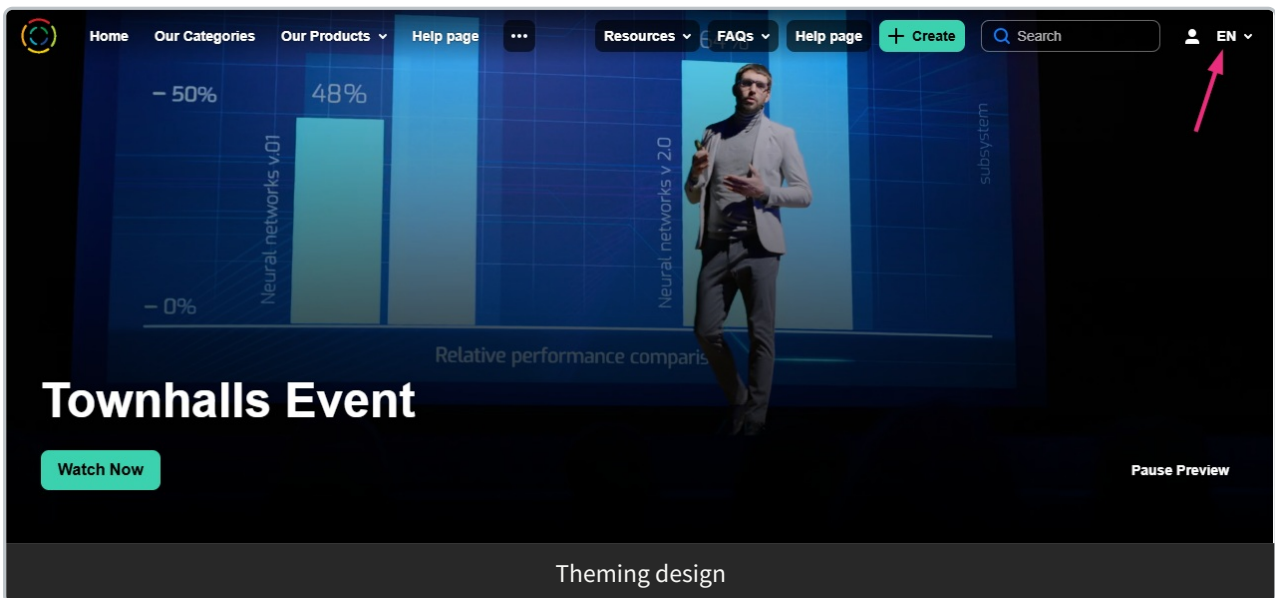 Home Our Categories Our Products Help page ••• Resources FAQs Help page + Create Search EN
64%
– 50%
48%
Neural networks v.01
Neural networks v 2.0
subsystem
– 0%
Relative performance comparis
Townhalls Event
Watch Now
Pause Preview
Theming design